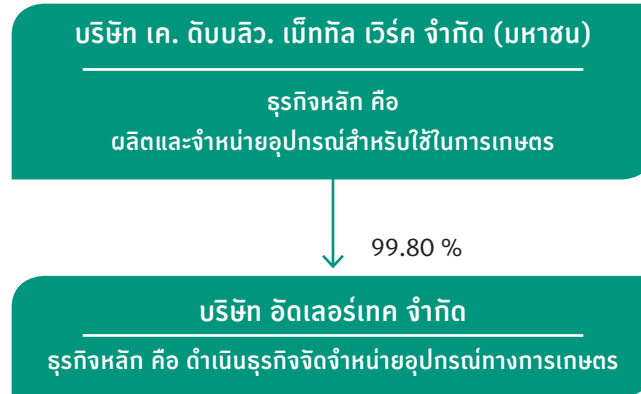 บริษัท เค. ดับบลิว. เม็ททัล เวิร์ค จำกัด (มหาชน)
ธุรกิจหลัก คือ
ผลิตและจำหน่ายอุปกรณ์สำหรับใช้ในการเกษตร
99.80 %
บริษัท อัดเลอร์เทค จำกัด
ธุรกิจหลัก คือ ดำเนินธุรกิจจัดจำหน่ายอุปกรณ์ทางการเกษตร